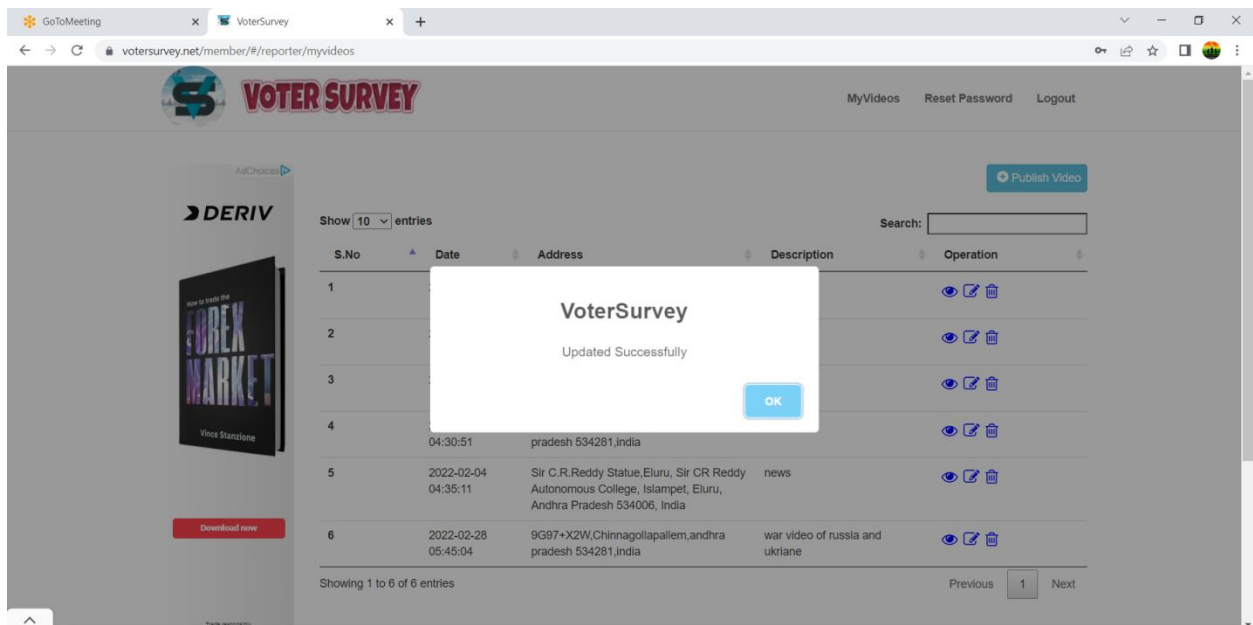 GoToMeeting
VoterSurvey
votersurvey.net/member/#/reporter/myvideos
VOTER SURVEY
MyVideos Reset Password Logout
AdChoices
Publish Video
DERIV
Show 10 entries
Search:
S.No Date Address Description Operation
How to trade the
FOREX
MARKET
Vince Stanzione
Download now
1
2
3
4
04:30:51 pradesh 534281,india
VoterSurvey
Updated Successfully
OK
5 2022-02-04 Sir C.R.Reddy Statue,Eluru, Sir CR Reddy news
04:35:11 Autonomous College, Islampet, Eluru,
Andhra Pradesh 534006, India
6 2022-02-28 9G97+X2W,Chinnagollapallem,andhra war video of russia and
05:45:04 pradesh 534281,india ukriane
Showing 1 to 6 of 6 entries
Previous 1 Next